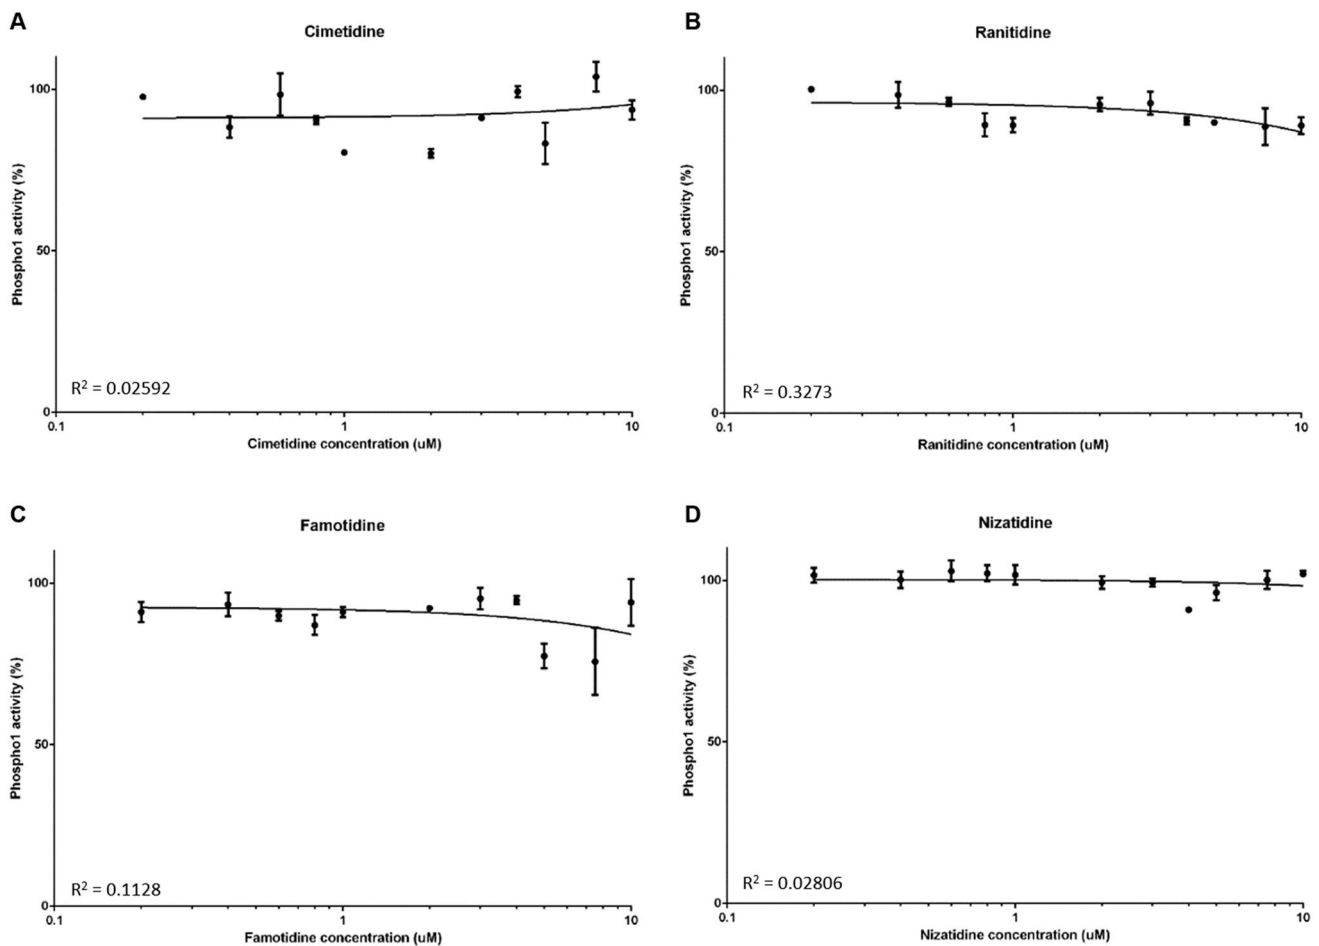 A
Cimetidine
100
50
0
Phospho1 activity (%)
R² = 0.02592
0.1
1
10
Cimetidine concentration (uM)
B
Ranitidine
100
50
0
Phospho1 activity (%)
R² = 0.3273
0.1
1
10
Ranitidine concentration (uM)
C
Famotidine
100
50
0
Phospho1 activity (%)
R² = 0.1128
0.1
1
10
Famotidine concentration (uM)
D
Nizatidine
100
50
0
Phospho1 activity (%)
R² = 0.02806
0.1
1
10
Nizatidine concentration (uM)